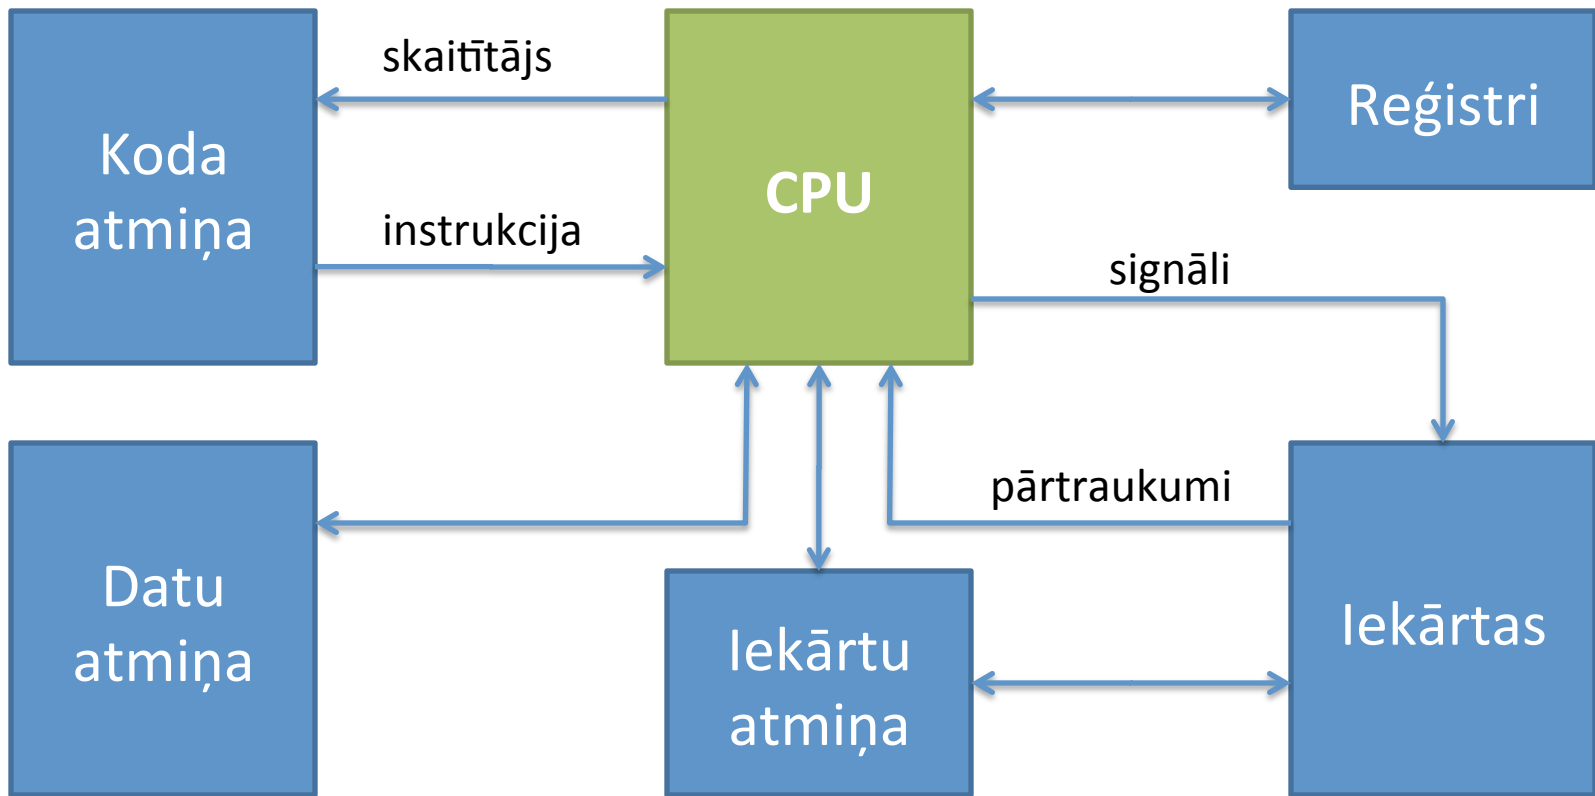 skaitītājs
Koda
atmiņa
instrukcija
CPU
Reģistri
signāli
pārtraukumi
Datu
atmiņa
Iekārtu
atmiņa
Iekārtas